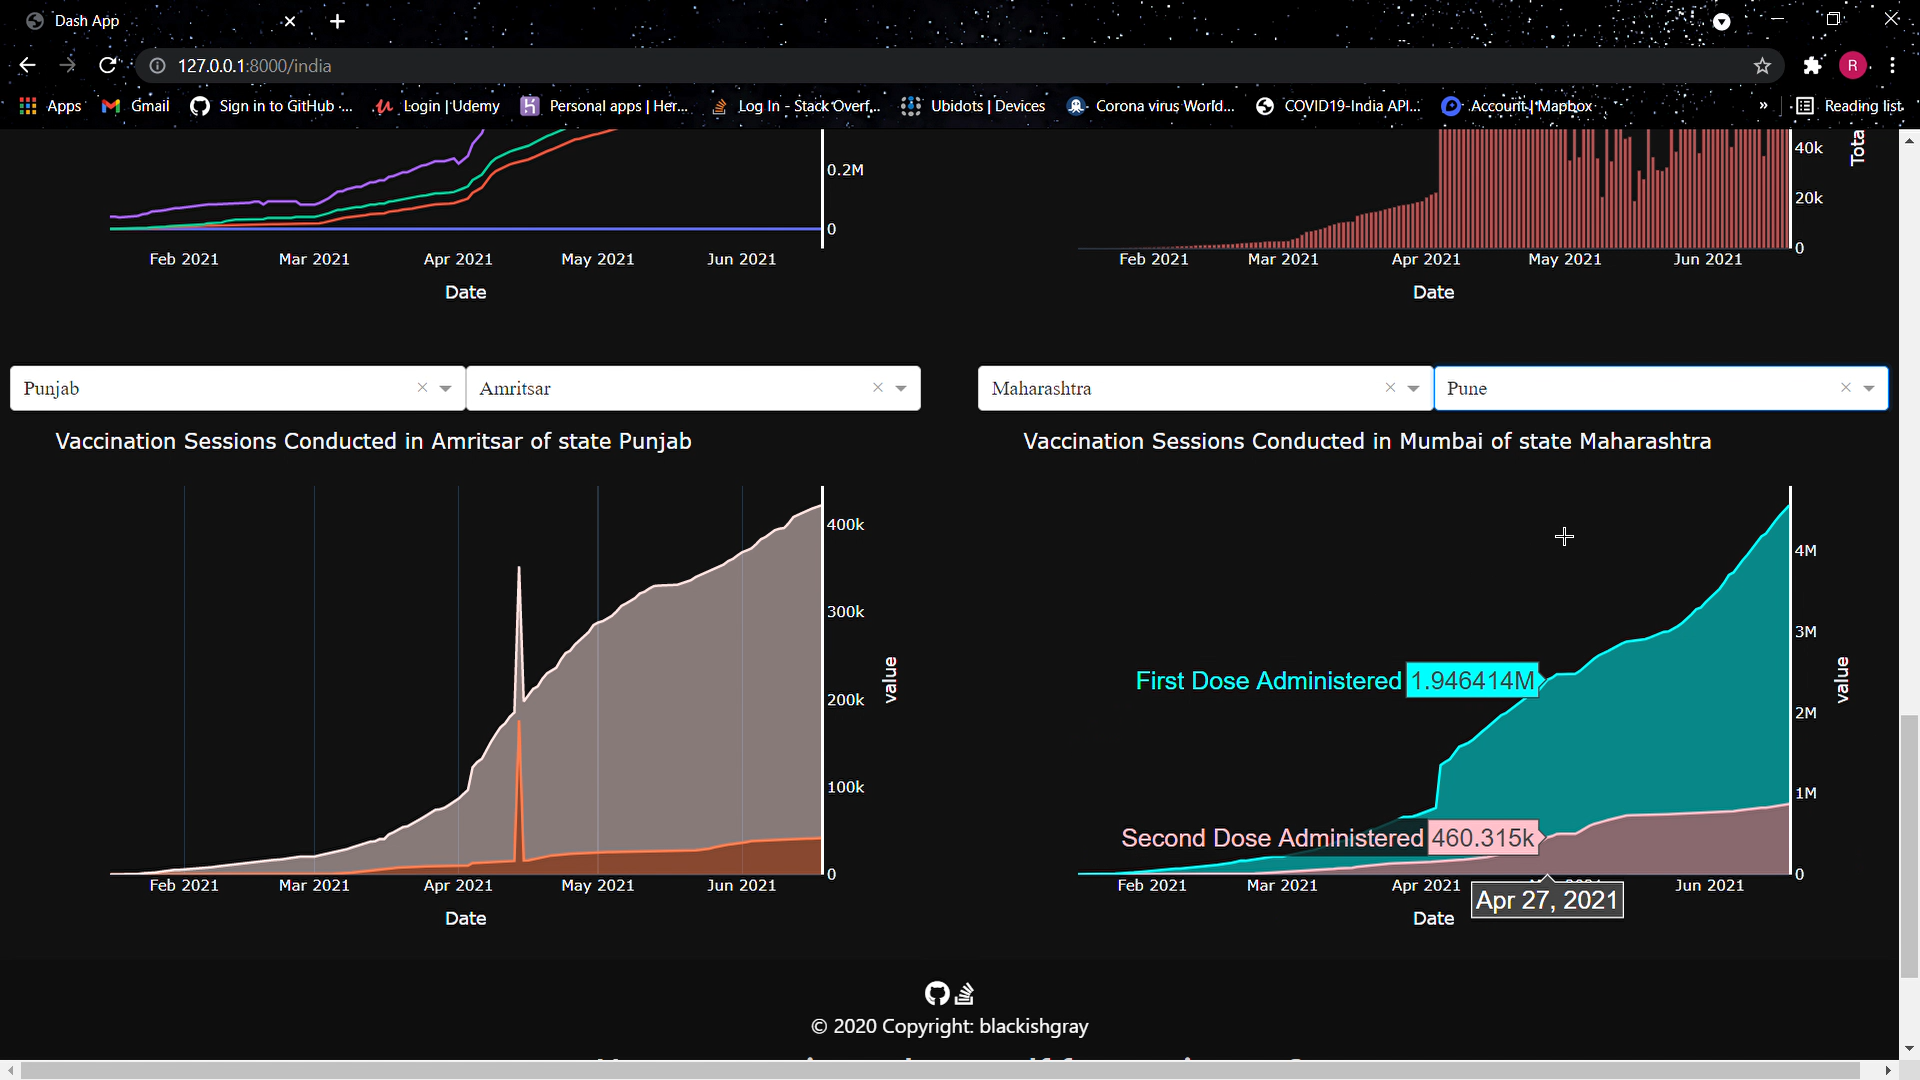 Dash App
127.0.0.1:8000/india
Apps Gmail Sign in to GitHub ·... Login | Udemy Personal apps | Her... Log In - Stack Overf... Ubidots | Devices Corona virus World... COVID19-India API... Account | Mapbox » Reading list
R
0.2M
0
Feb 2021 Mar 2021 Apr 2021 May 2021 Jun 2021
Date
40k
20k
0
Tota
Feb 2021 Mar 2021 Apr 2021 May 2021 Jun 2021
Date
Punjab Amritsar
Maharashtra Pune
Vaccination Sessions Conducted in Amritsar of state Punjab
400k
300k
200k
100k
0
value
Feb 2021 Mar 2021 Apr 2021 May 2021 Jun 2021
Date
Vaccination Sessions Conducted in Mumbai of state Maharashtra
4M
3M
2M
1M
0
value
First Dose Administered 1.946414M
Second Dose Administered 460.315k
Feb 2021 Mar 2021 Apr 2021 Jun 2021
Apr 27, 2021
Date
© 2020 Copyright: blackishgray